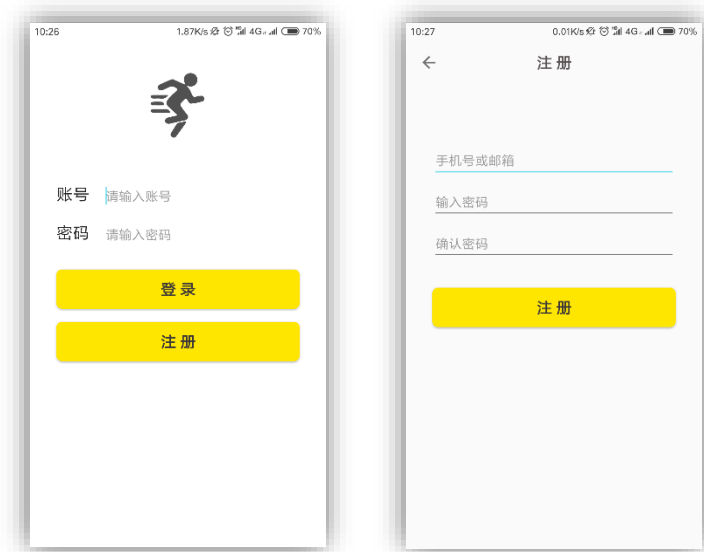 10:26 1.87K/s 4G 70%
账号 请输入账号
密码 请输入密码
登录
注册
10:27 0.01K/s 4G 70%
注册
手机号或邮箱
输入密码
确认密码
注册